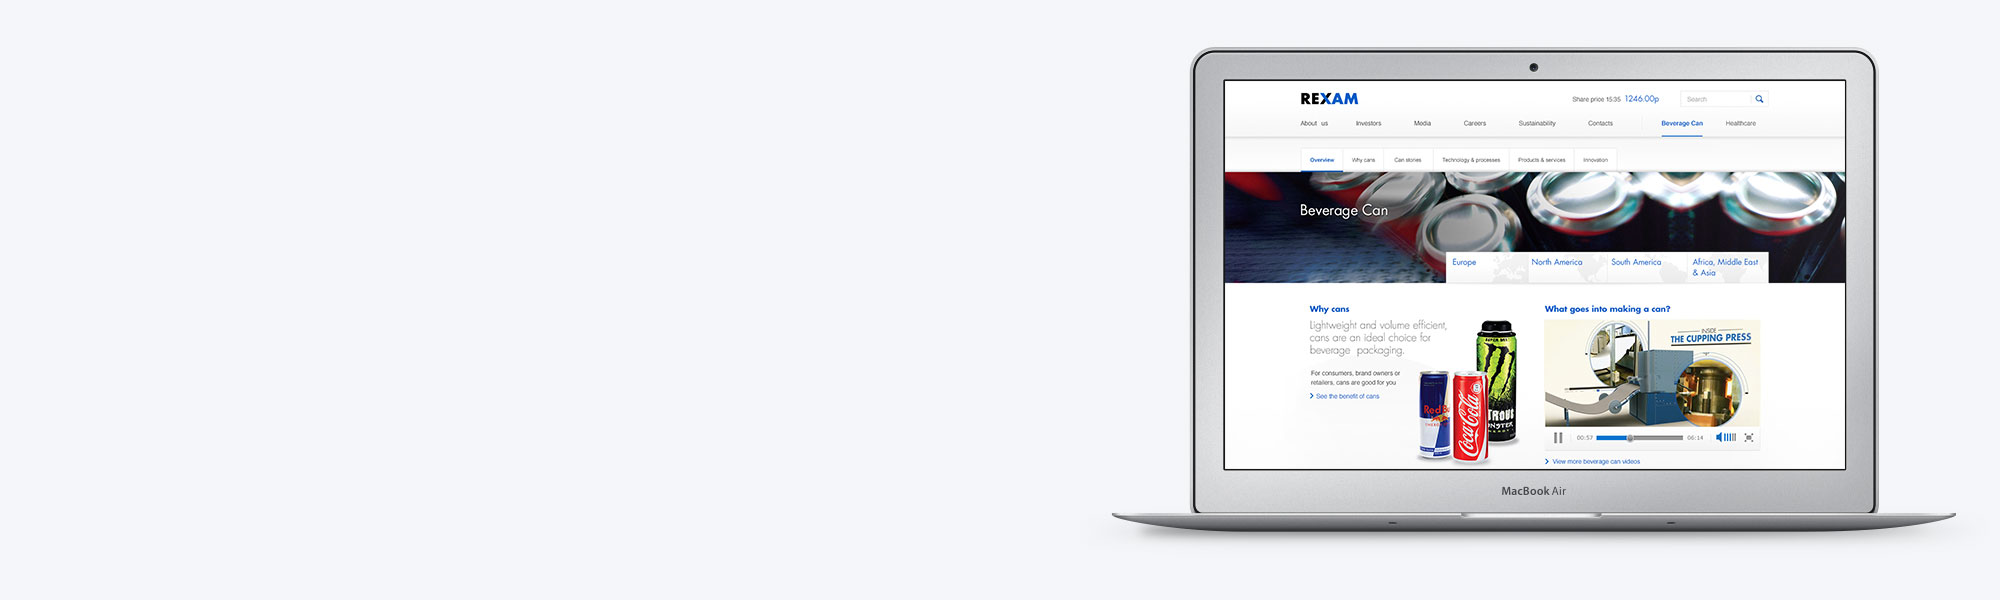 REXAM
Share price 15:35 1246.00p
Search
About us Investors Media Careers Sustainability Contacts Beverage Can Healthcare
Overview Why cans Can stories Technology & processes Products & services Innovation
Beverage Can
Europe North America South America Africa, Middle East
& Asia
Why cans
Lightweight and volume efficient,
cans are an ideal choice for
beverage packaging.
For consumers, brand owners or
retailers, cans are good for you
See the benefit of cans
Red B
Coca-Cola
What goes into making a can?
INSIDE
THE CUPPING PRESS
00:57 06:14
View more beverage can videos
MacBook Air